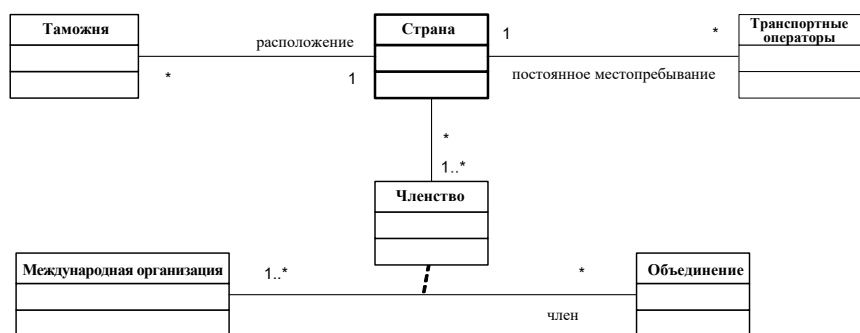 Таможня
расположение
Страна
1
*
Транспортные
операторы
*
1
постоянное местопребывание
*
1..*
Членство
Международная организация
1..*
*
Объединение
член